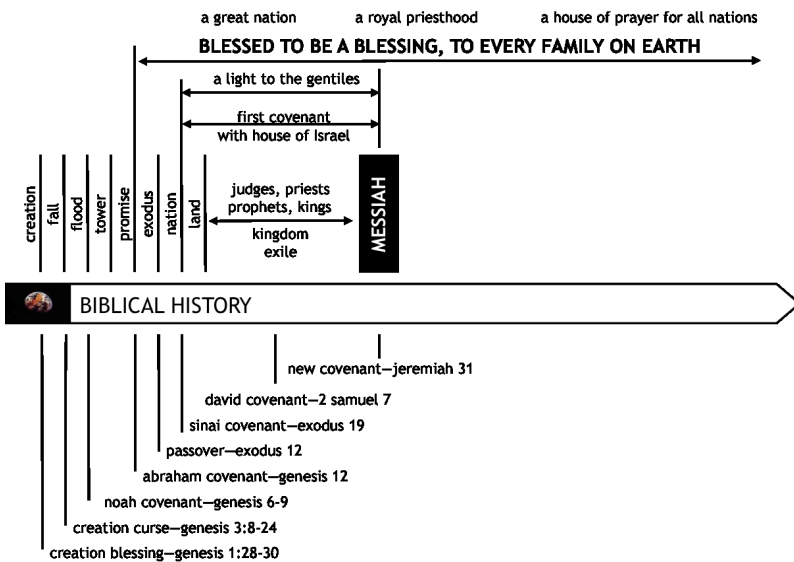 a great nation a royal priesthood a house of prayer for all nations
BLESSED TO BE A BLESSING, TO EVERY FAMILY ON EARTH
a light to the gentiles
first covenant
with house of Israel
creation
fall
flood
tower
promise
exodus
nation
land
judges, priests
prophets, kings
kingdom
exile
MESSIAH
BIBLICAL HISTORY
new covenant—jeremiah 31
david covenant—2 samuel 7
sinai covenant—exodus 19
passover—exodus 12
abraham covenant—genesis 12
noah covenant—genesis 6-9
creation curse—genesis 3:8-24
creation blessing—genesis 1:28-30